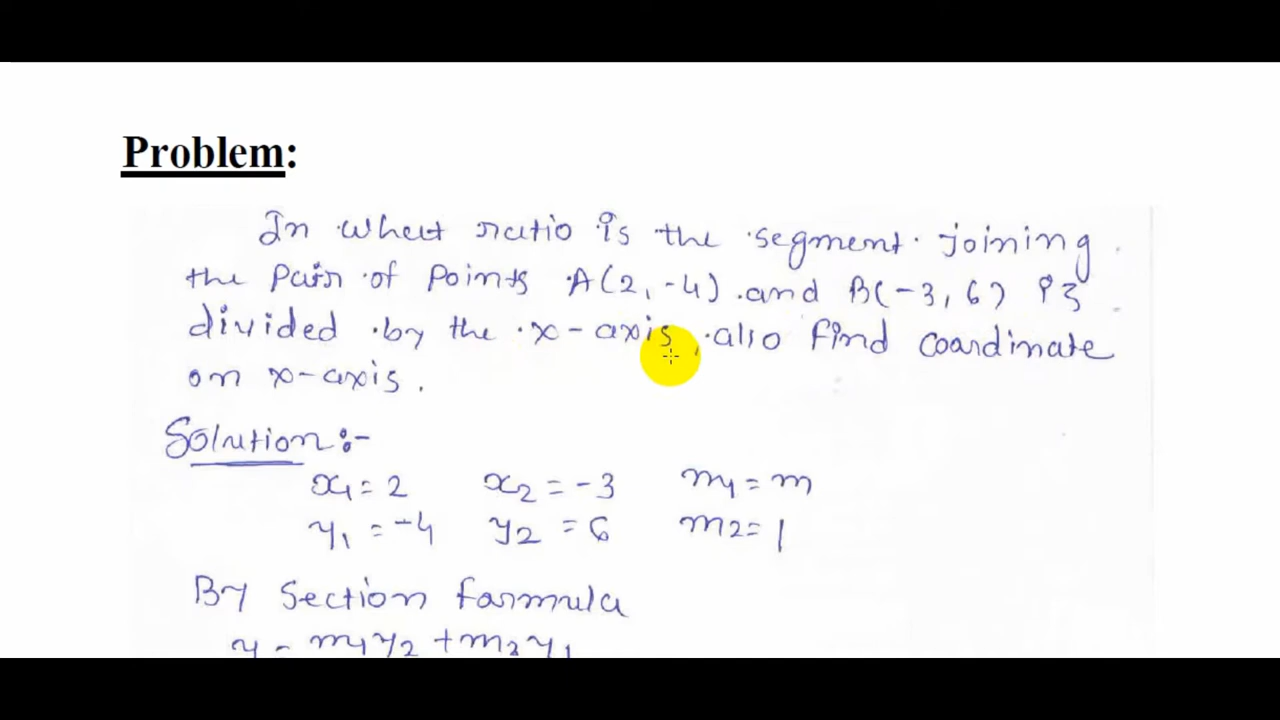 Problem:
In what ratio is the segment joining
the pair of points A(2, -4) and B(-3, 6) is
divided by the x-axis, also find coordinate
on x-axis.
Solution:-
x1 = 2 x2 = -3 m1 = m
y1 = -4 y2 = 6 m2 = 1
By Section formula
y = m1y2 + m2y1